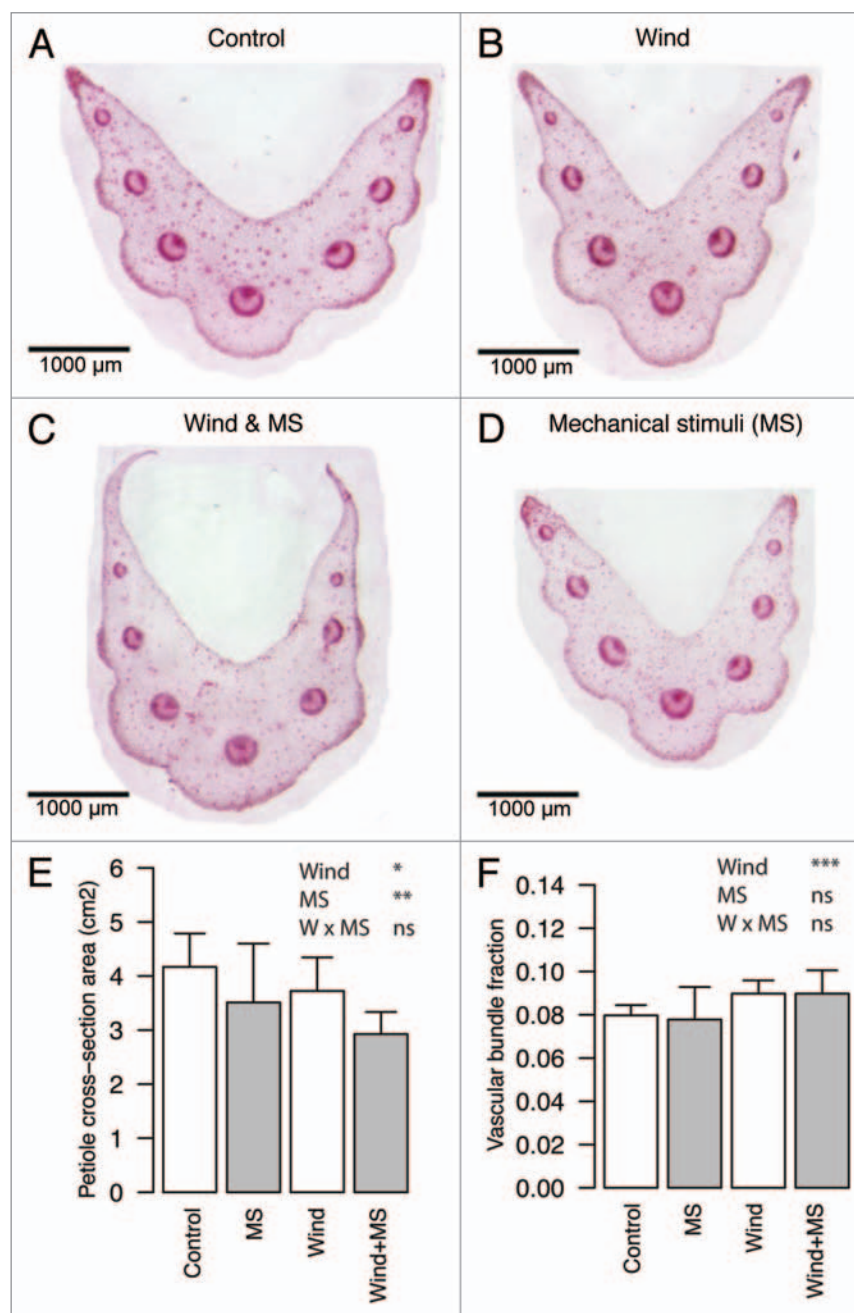 A
Control
1000 μm
B
Wind
1000 μm
C
Wind & MS
1000 μm
D
Mechanical stimuli (MS)
1000 μm
E
Petiole cross-section area (cm2)
6
5
4
3
2
1
0
Wind *
MS **
W x MS ns
Control
MS
Wind
Wind+MS
F
Vascular bundle fraction
0.14
0.12
0.10
0.08
0.06
0.04
0.02
0.00
Wind ***
MS ns
W x MS ns
Control
MS
Wind
Wind+MS